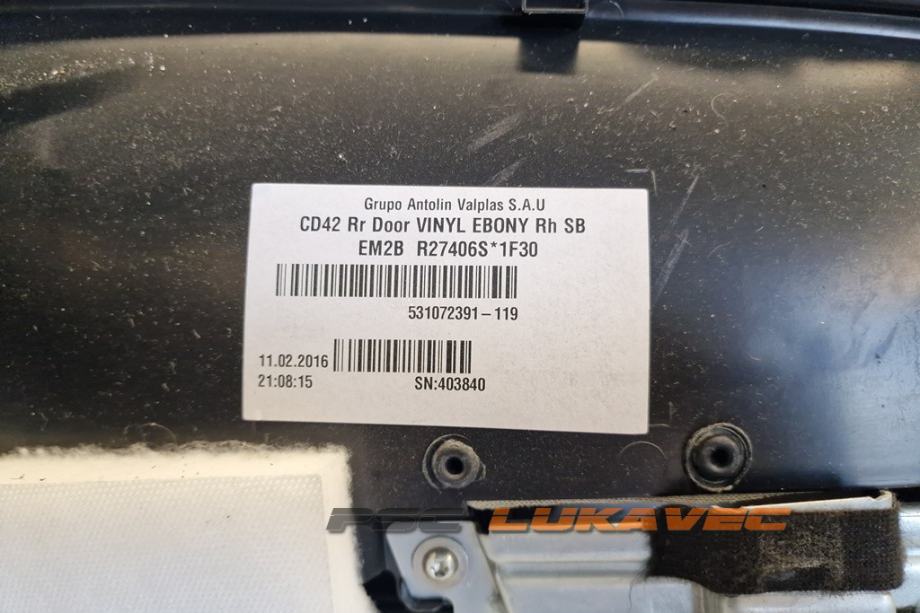 Grupo Antolin Valplas S.A.U
CD42 Rr Door VINYL EBONY Rh SB
EM2B R27406S*1F30
531072391-119
11.02.2016
21:08:15
SN:403840
PSC LUKAVEC